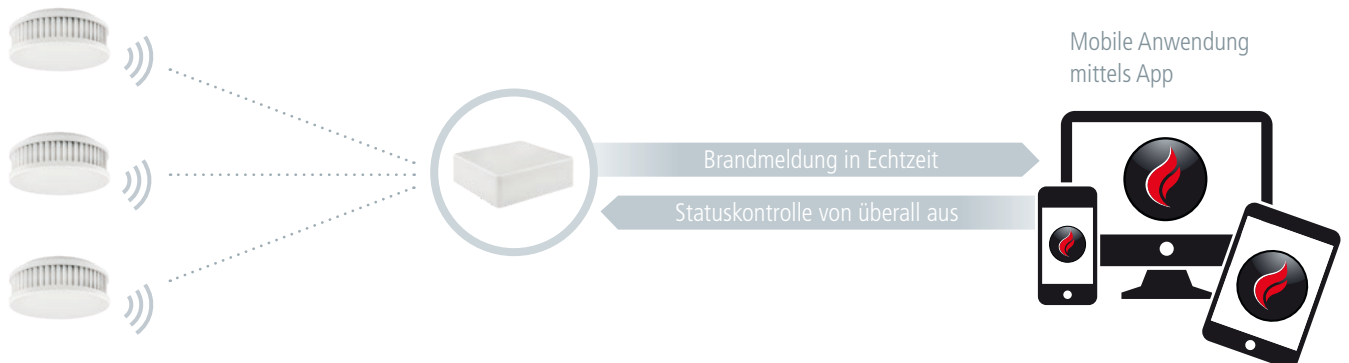 Mobile Anwendung
mittels App
Brandmeldung in Echtzeit
Statuskontrolle von überall aus